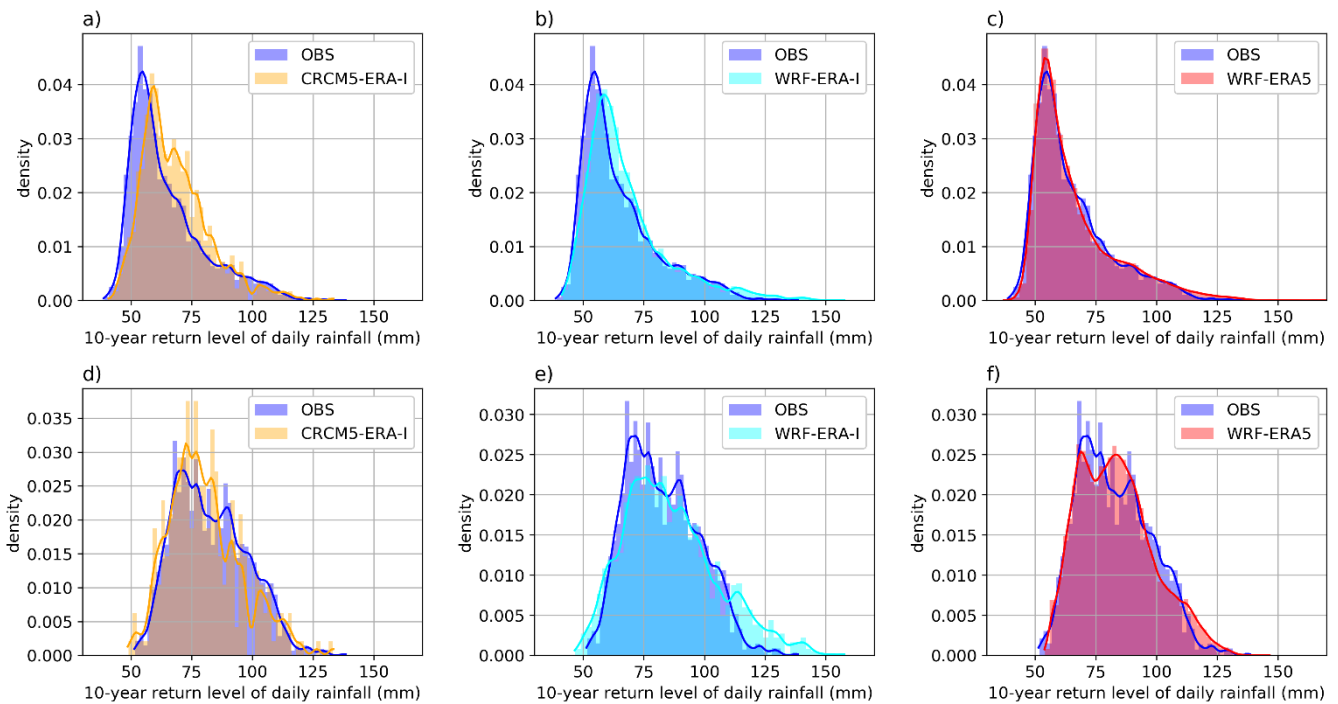 a)
OBS
CRCM5-ERA-I
density
0.04
0.03
0.02
0.01
0.00
50 75 100 125 150
10-year return level of daily rainfall (mm)
b)
OBS
WRF-ERA-I
density
0.04
0.03
0.02
0.01
0.00
50 75 100 125 150
10-year return level of daily rainfall (mm)
c)
OBS
WRF-ERA5
density
0.04
0.03
0.02
0.01
0.00
50 75 100 125 150
10-year return level of daily rainfall (mm)
d)
OBS
CRCM5-ERA-I
density
0.035
0.030
0.025
0.020
0.015
0.010
0.005
0.000
50 75 100 125 150
10-year return level of daily rainfall (mm)
e)
OBS
WRF-ERA-I
density
0.030
0.025
0.020
0.015
0.010
0.005
0.000
50 75 100 125 150
10-year return level of daily rainfall (mm)
f)
OBS
WRF-ERA5
density
0.030
0.025
0.020
0.015
0.010
0.005
0.000
50 75 100 125 150
10-year return level of daily rainfall (mm)